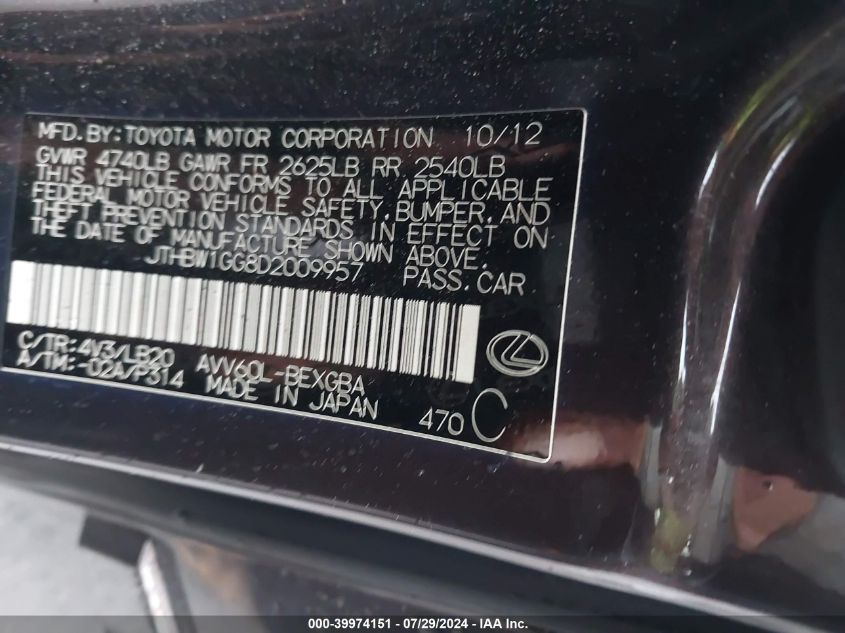 MFD. BY: TOYOTA MOTOR CORPORATION 10/12
GVWR 4740LB GAWR FR 2625LB RR 2540LB
THIS VEHICLE CONFORMS TO ALL APPLICABLE
FEDERAL MOTOR VEHICLE SAFETY, BUMPER, AND
THEFT PREVENTION STANDARDS IN EFFECT ON
THE DATE OF MANUFACTURE SHOWN ABOVE.
JTHBW1GG8D2009957 PASS. CAR
C/TR: 4V3/LB20 AVV60L-BEXGBA
A/TM: -02A/P314 MADE IN JAPAN
470 C
000-39974151 - 07/29/2024 - IAA Inc.